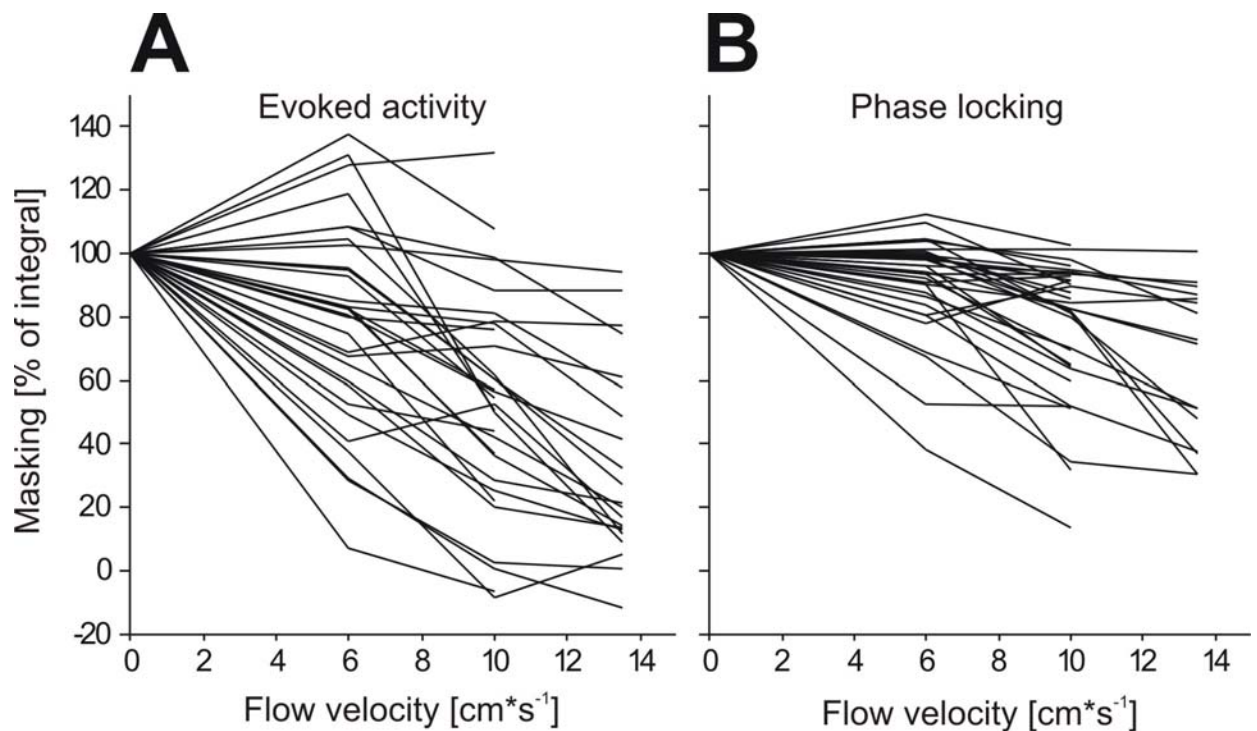 A
B
Evoked activity
Phase locking
Masking [% of integral]
140
120
100
80
60
40
20
0
-20
0 2 4 6 8 10 12 14
0 2 4 6 8 10 12 14
Flow velocity [cm*s⁻¹]
Flow velocity [cm*s⁻¹]